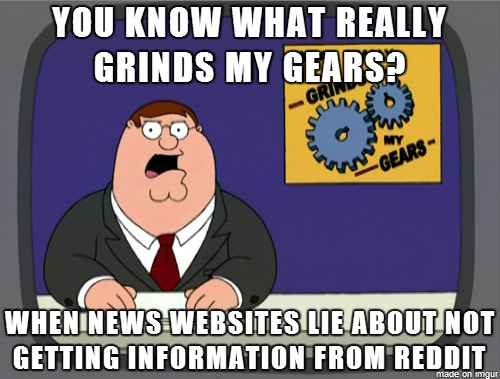 YOU KNOW WHAT REALLY
GRINDS MY GEARS?
GRIND
MY
GEARS
WHEN NEWS WEBSITES LIE ABOUT NOT
GETTING INFORMATION FROM REDDIT
made on imgur